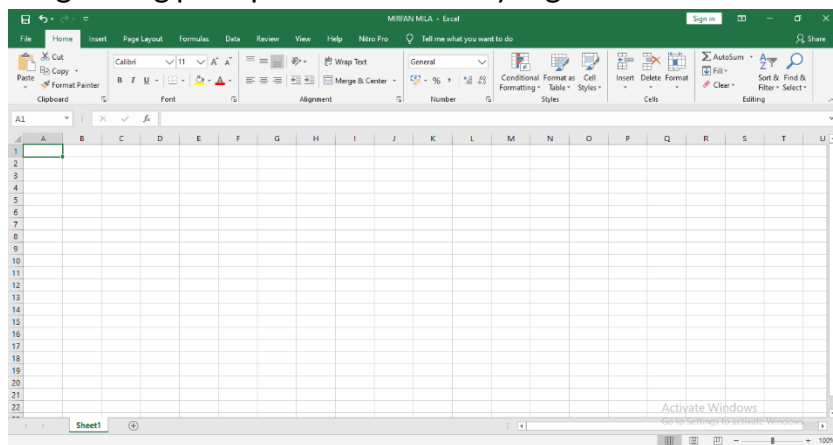 MIRFAN MILA - Excel
Sign in
File Home Insert Page Layout Formulas Data Review View Help Nitro Pro Tell me what you want to do Share
Paste
Cut
Copy
Format Painter
Calibri 11
B I U
Wrap Text
Merge & Center
General
% ,
Conditional Formatting
Format as Table
Cell Styles
Insert Delete Format
AutoSum
Fill
Clear
Sort & Filter
Find & Select
Clipboard Font Alignment Number Styles Cells Editing
A1 fx
A B C D E F G H I J K L M N O P Q R S T U
1
2
3
4
5
6
7
8
9
10
11
12
13
14
15
16
17
18
19
20
21
22
Activate Windows
Go to Settings to activate Windows.
Sheet1
100%